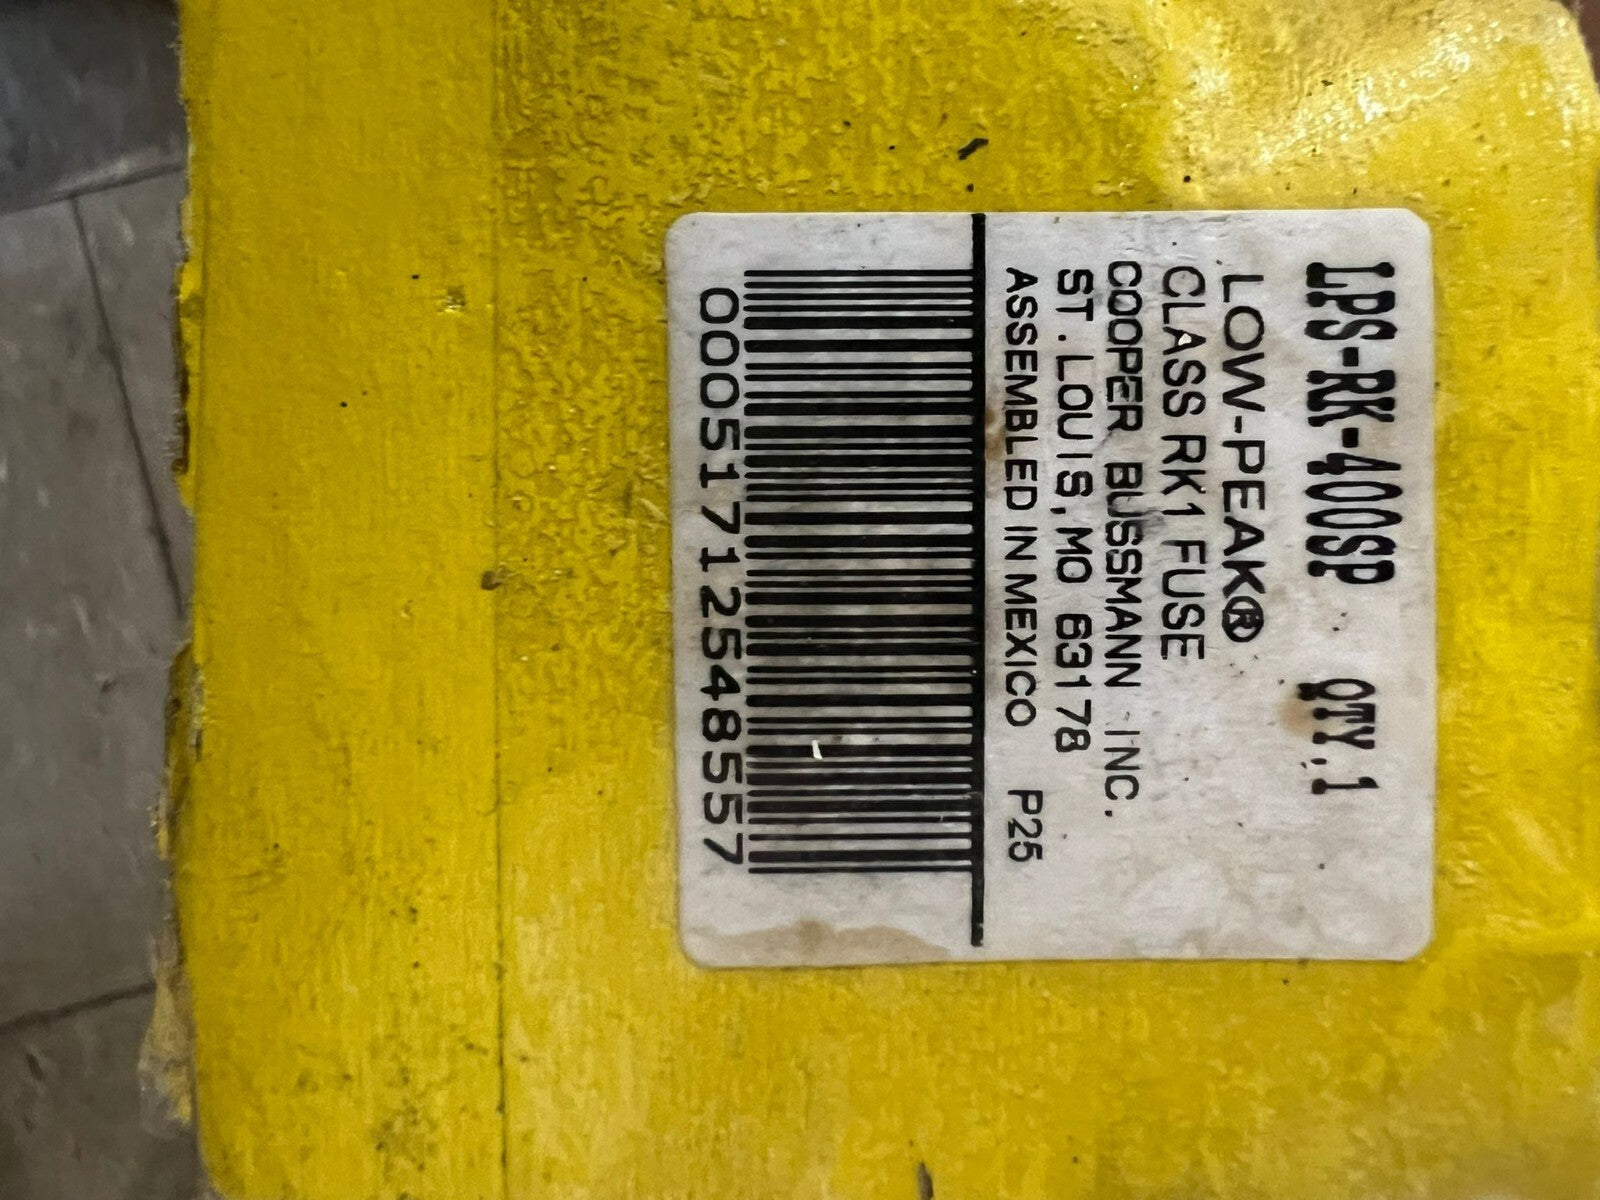 LPS-RK-400SP QTY.1
LOW-PEAK®
CLASS RK1 FUSE
COOPER BUSSMANN INC.
ST.LOUIS,MO 63178
ASSEMBLED IN MEXICO P25
00051712548557